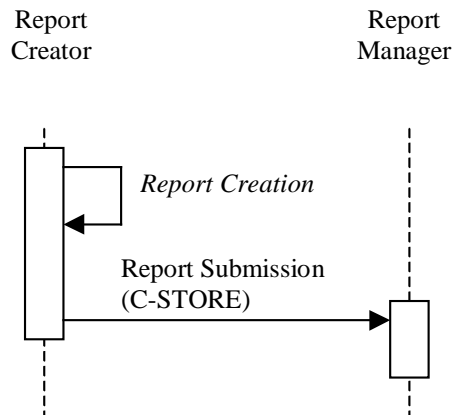 Report
Creator
Report
Manager
Report Creation
Report Submission
(C-STORE)